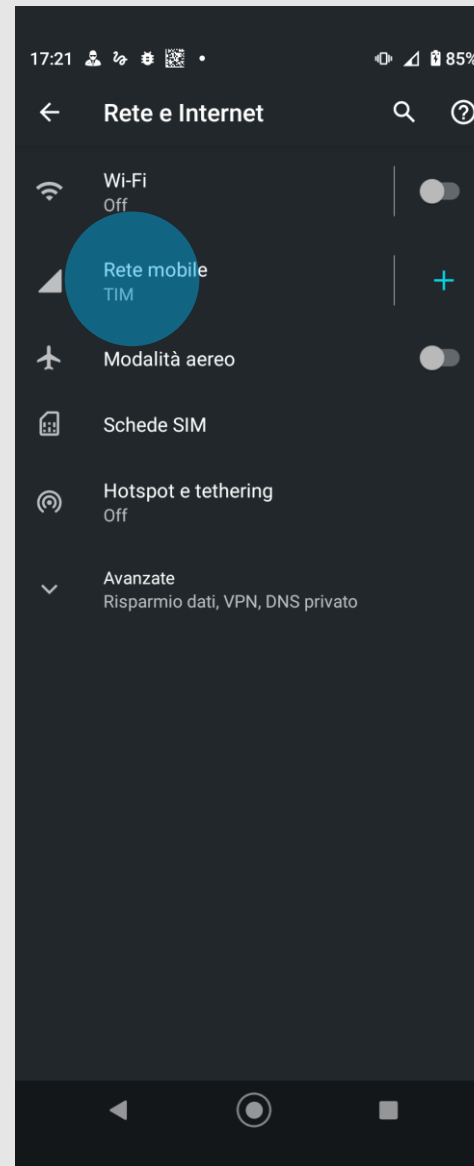 17:21
85%
Rete e Internet
Wi-Fi
Off
Rete mobile
TIM
Modalità aereo
Schede SIM
Hotspot e tethering
Off
Avanzate
Risparmio dati, VPN, DNS privato